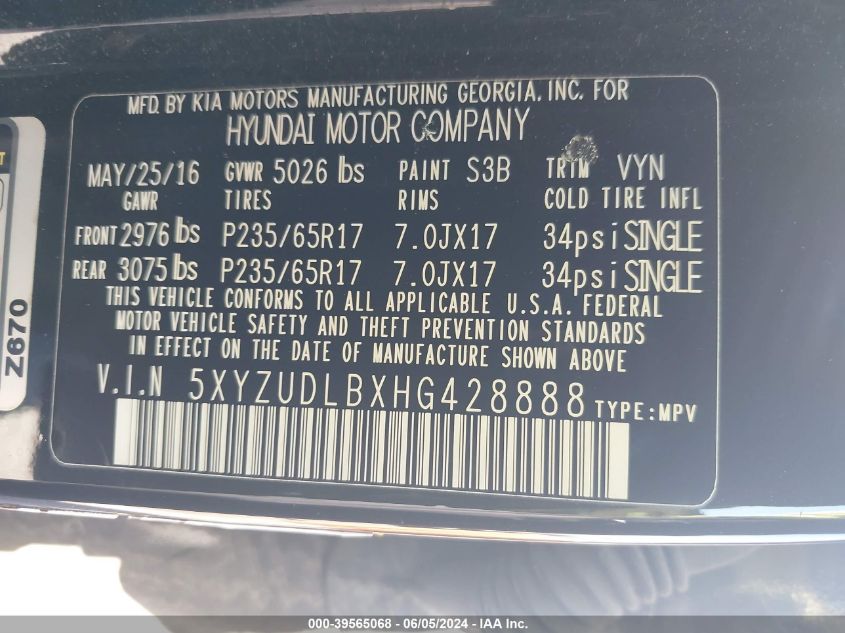 MFD. BY KIA MOTORS MANUFACTURING GEORGIA, INC. FOR
HYUNDAI MOTOR COMPANY
MAY/25/16 GVWR 5026 lbs PAINT S3B TRIM VYN
GAWR TIRES RIMS COLD TIRE INFL
FRONT 2976 lbs P235/65R17 7.0JX17 34psi SINGLE
REAR 3075 lbs P235/65R17 7.0JX17 34psi SINGLE
THIS VEHICLE CONFORMS TO ALL APPLICABLE U.S.A. FEDERAL
MOTOR VEHICLE SAFETY AND THEFT PREVENTION STANDARDS
IN EFFECT ON THE DATE OF MANUFACTURE SHOWN ABOVE
V.I.N 5XYZUDLBXHG428888 TYPE:MPV
Z670
000-39565068 - 06/05/2024 - IAA Inc.